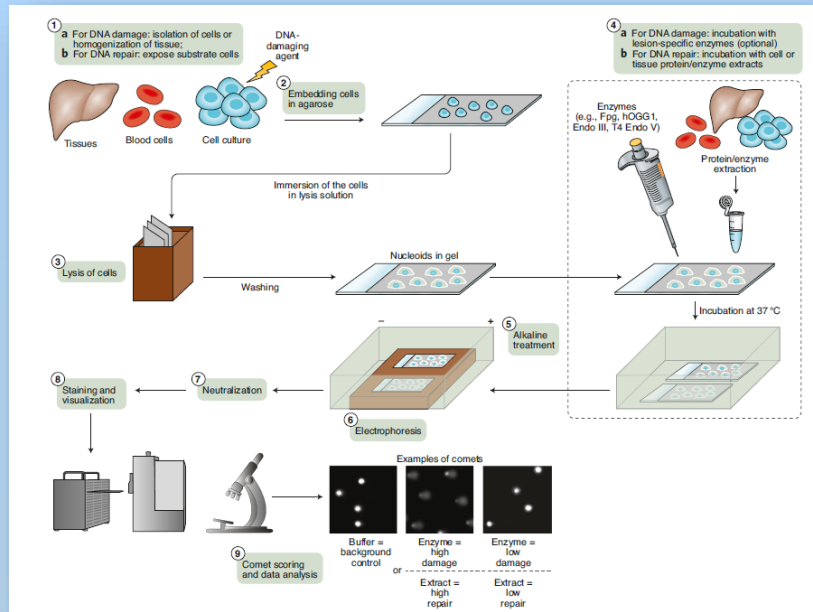 1
a For DNA damage: isolation of cells or
homogenization of tissue;
b For DNA repair: expose substrate cells
DNA-
damaging
agent
2
Embedding cells
in agarose
Tissues
Blood cells
Cell culture
4
a For DNA damage: incubation with
lesion-specific enzymes (optional)
b For DNA repair: incubation with cell or
tissue protein/enzyme extracts
Enzymes
(e.g., Fpg, hOGG1,
Endo III, T4 Endo V)
Protein/enzyme
extraction
Immersion of the cells
in lysis solution
3
Lysis of cells
Washing
Nucleoids in gel
Incubation at 37 °C
–
+
5
Alkaline
treatment
6
Electrophoresis
7
Neutralization
8
Staining and
visualization
Examples of comets
9
Comet scoring
and data analysis
Buffer =
background
control
or
Enzyme =
high
damage
Extract =
high
repair
Enzyme =
low
damage
Extract =
low
repair